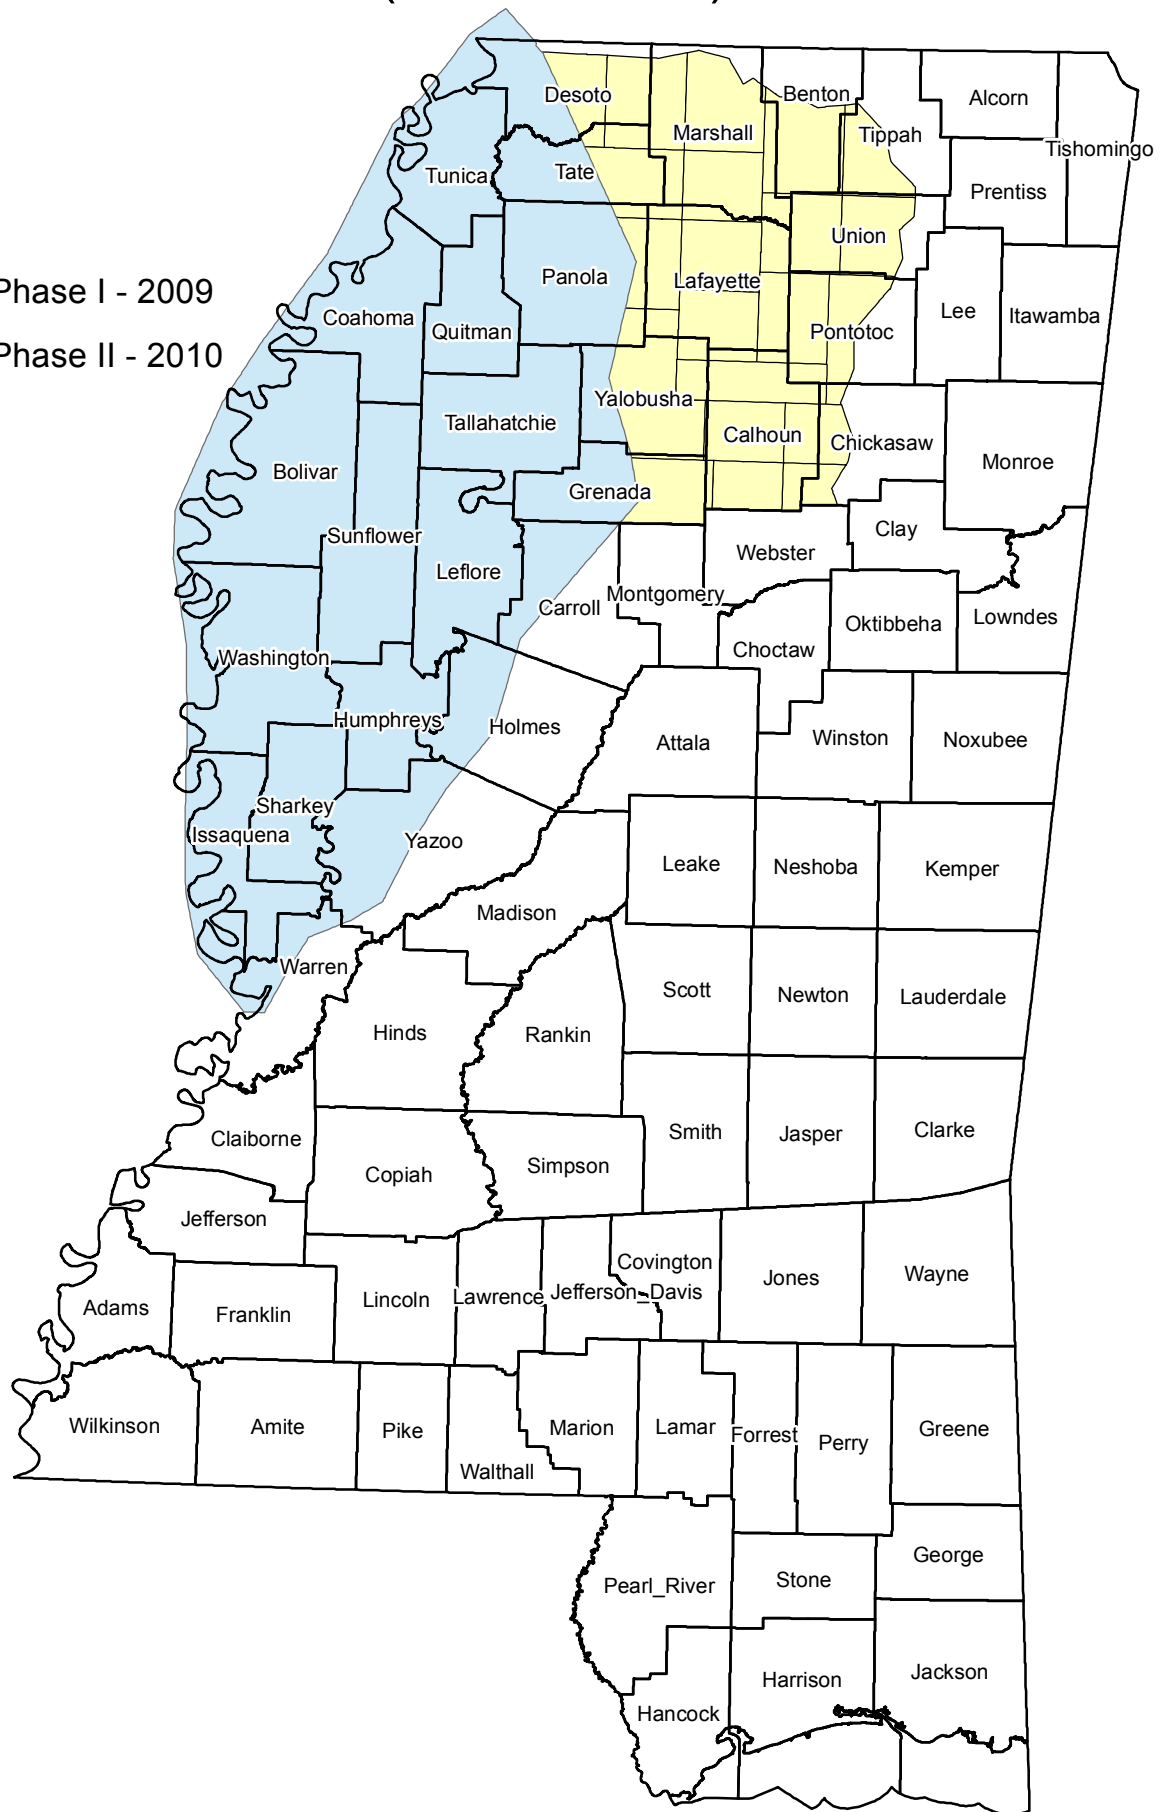 Desoto
Benton
Alcorn
Marshall
Tippah
Tishomingo
Tunica
Tate
Prentiss
Union
Panola
Lafayette
Phase I - 2009
Coahoma
Quitman
Pontotoc
Lee
Itawamba
Phase II - 2010
Yalobusha
Tallahatchie
Calhoun
Chickasaw
Monroe
Bolivar
Grenada
Sunflower
Clay
Webster
Leflore
Montgomery
Carroll
Lowndes
Oktibbeha
Choctaw
Washington
Humphreys
Holmes
Attala
Winston
Noxubee
Sharkey
Issaquena
Yazoo
Leake
Neshoba
Kemper
Madison
Warren
Scott
Newton
Lauderdale
Hinds
Rankin
Claiborne
Smith
Jasper
Clarke
Copiah
Simpson
Jefferson
Covington
Jones
Wayne
Adams
Franklin
Lincoln
Lawrence
Jefferson_Davis
Wilkinson
Amite
Pike
Marion
Lamar
Forrest
Perry
Greene
Walthall
George
Pearl_River
Stone
Harrison
Jackson
Hancock